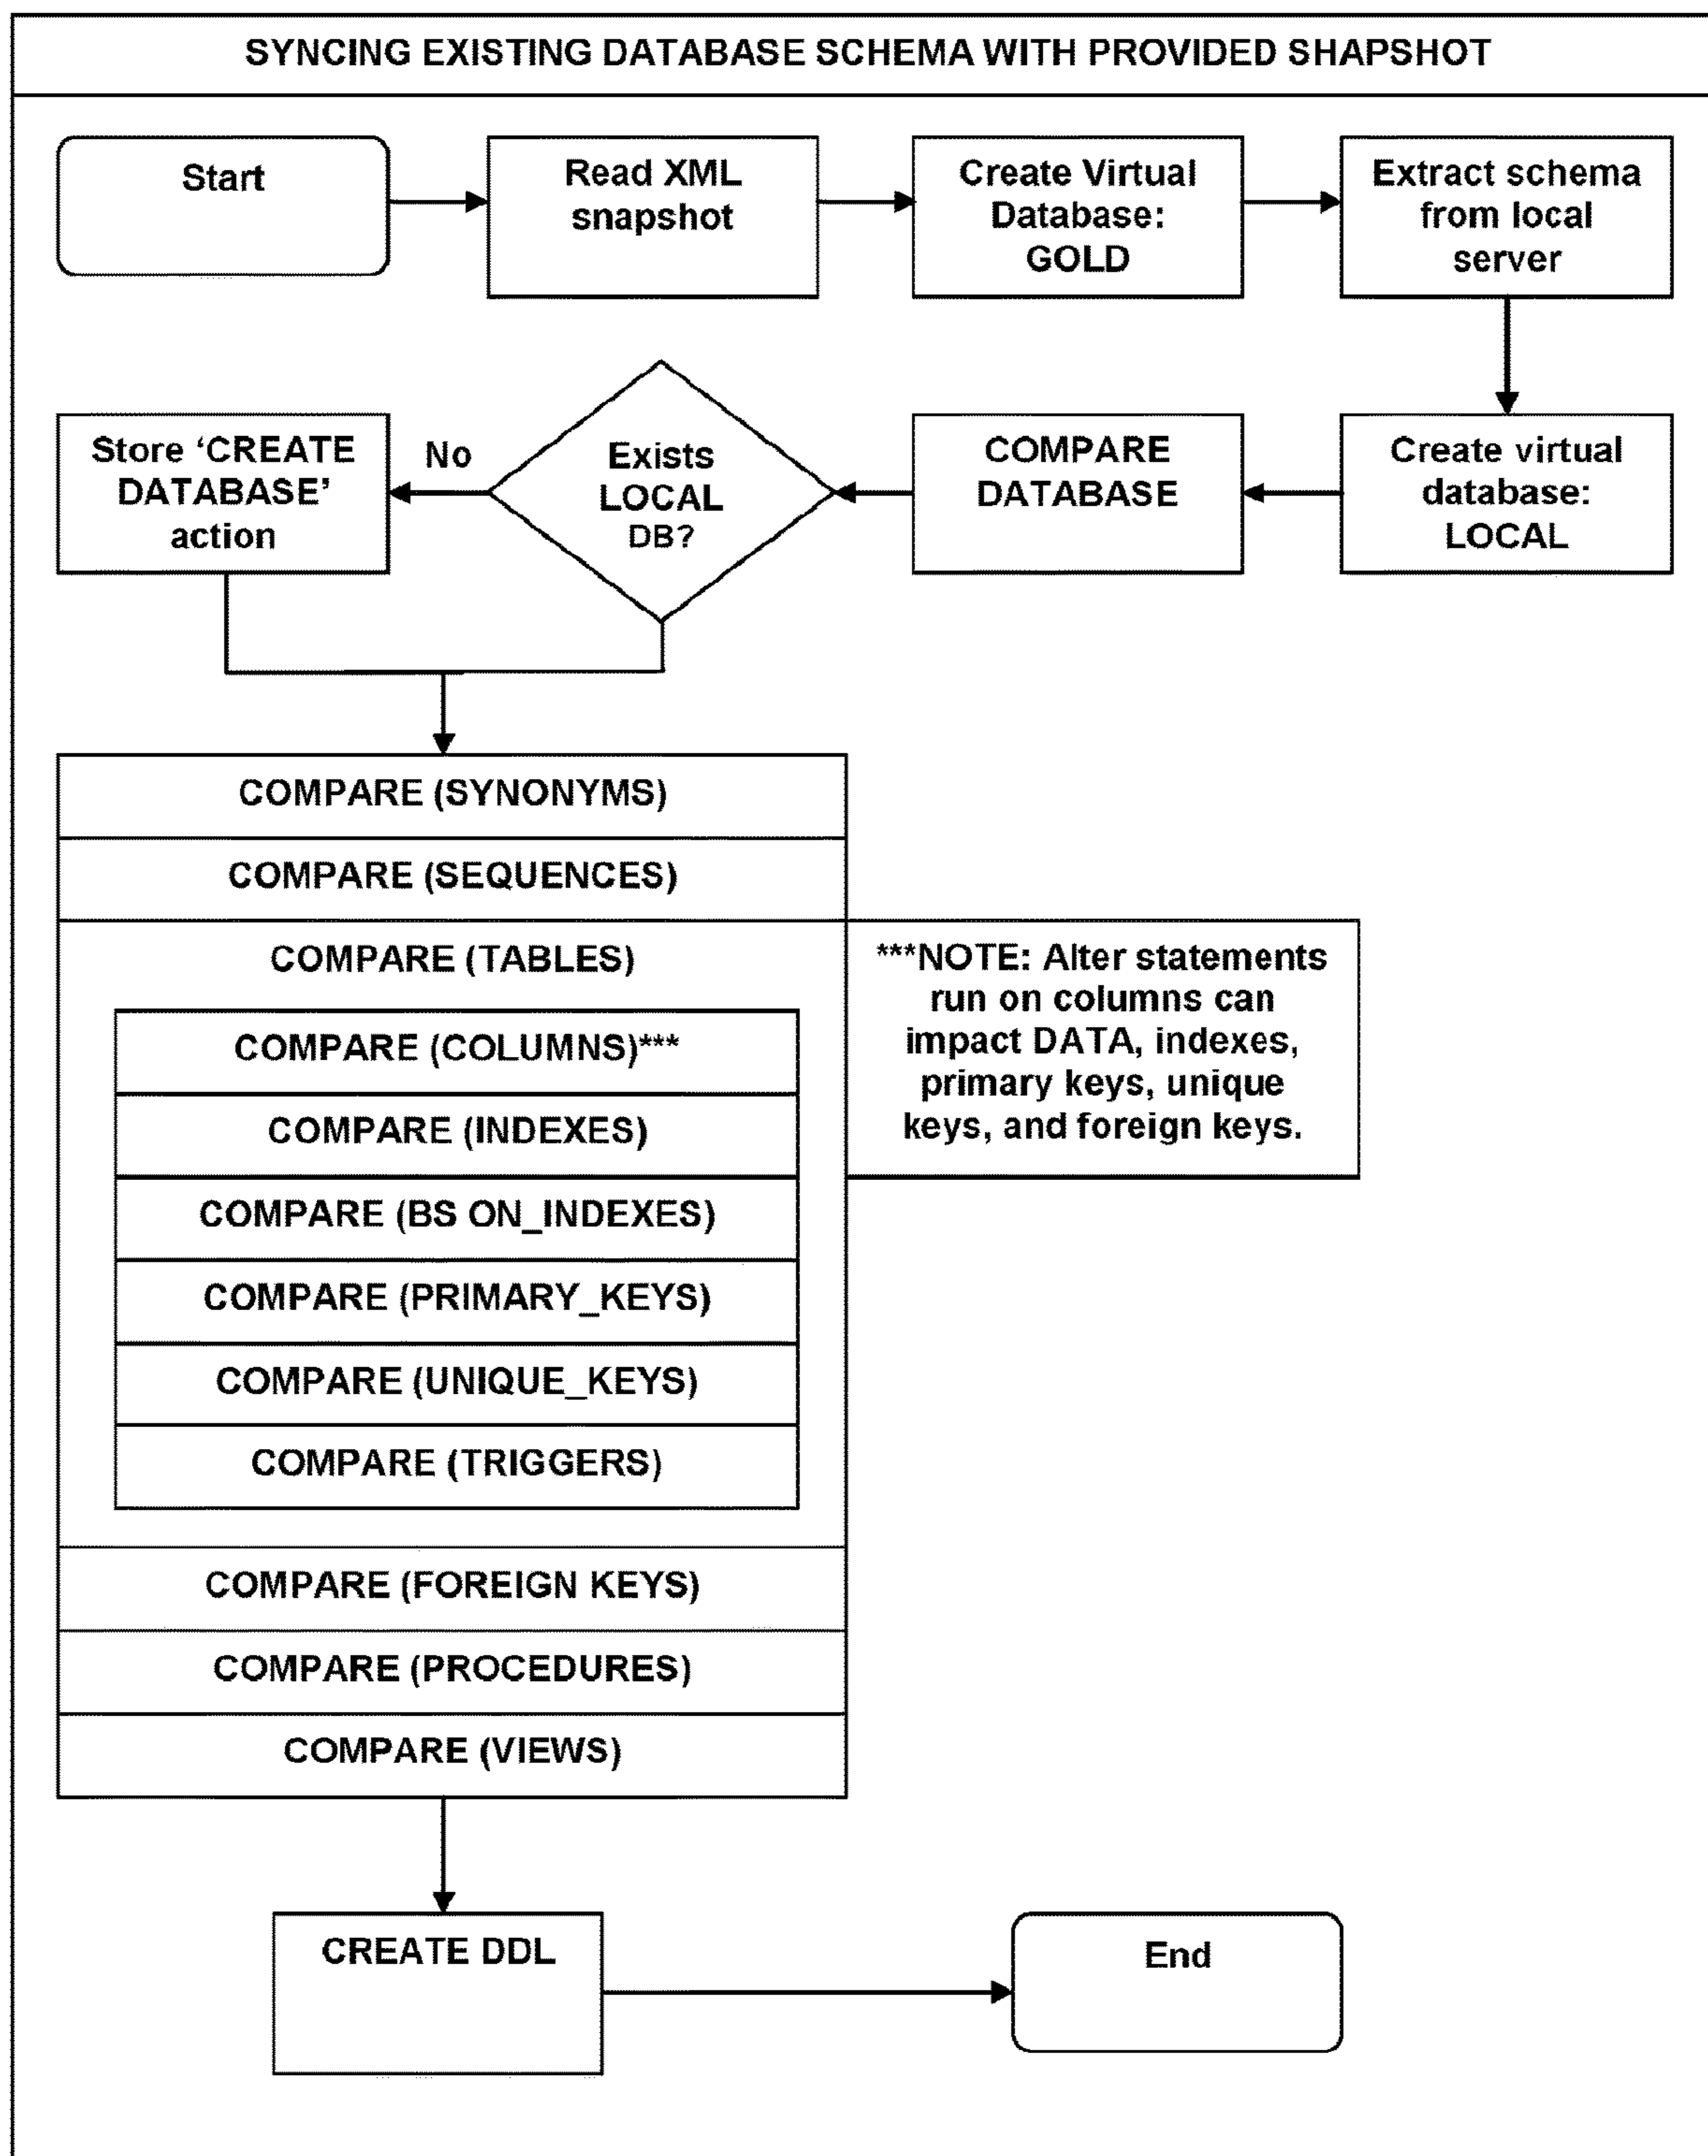 SYNCING EXISTING DATABASE SCHEMA WITH PROVIDED SHAPSHOT
Start
Read XML
snapshot
Create Virtual
Database:
GOLD
Extract schema
from local
server
Store ‘CREATE
DATABASE’
action
No
Exists
LOCAL
DB?
COMPARE
DATABASE
Create virtual
database:
LOCAL
COMPARE (SYNONYMS)
COMPARE (SEQUENCES)
COMPARE (TABLES)
COMPARE (COLUMNS)***
COMPARE (INDEXES)
COMPARE (BS ON_INDEXES)
COMPARE (PRIMARY_KEYS)
COMPARE (UNIQUE_KEYS)
COMPARE (TRIGGERS)
***NOTE: Alter statements
run on columns can
impact DATA, indexes,
primary keys, unique
keys, and foreign keys.
COMPARE (FOREIGN KEYS)
COMPARE (PROCEDURES)
COMPARE (VIEWS)
CREATE DDL
End